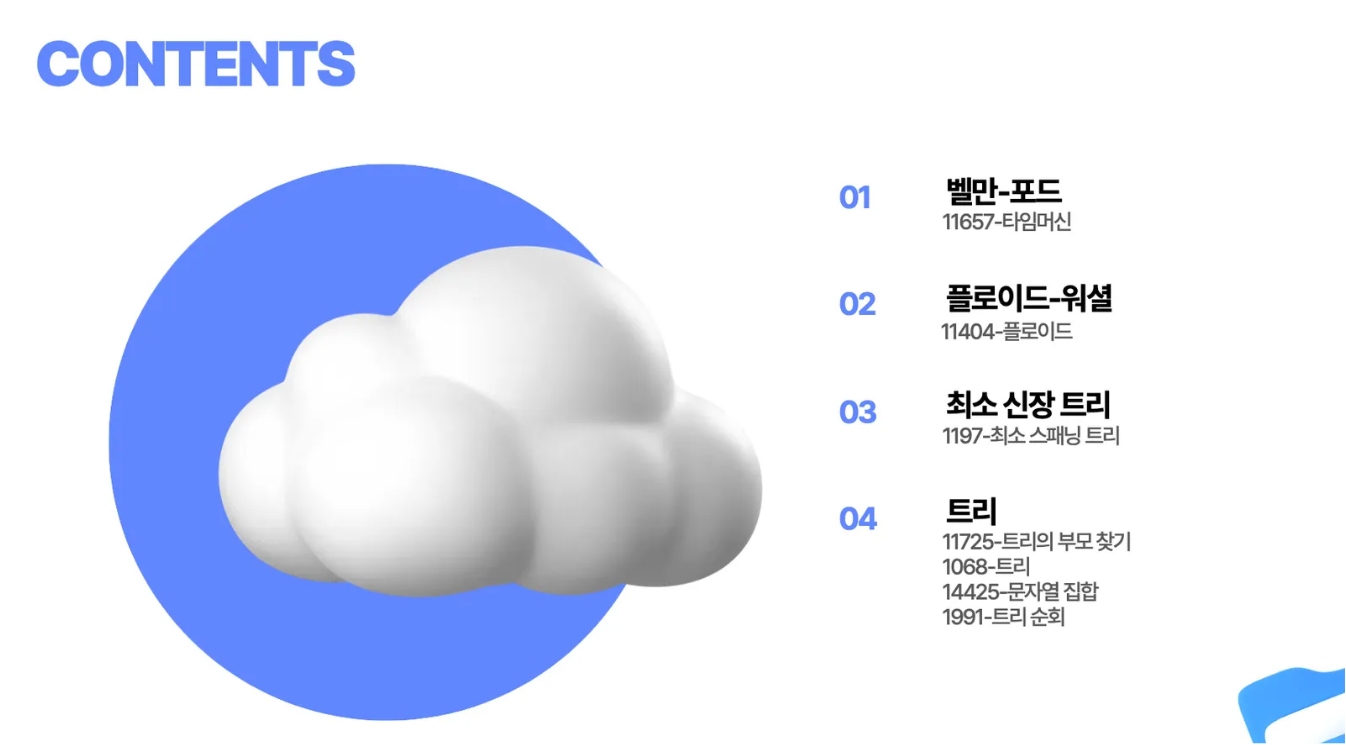 CONTENTS
01
벨만-포드
11657-타임머신
02
플로이드-워셜
11404-플로이드
03
최소 신장 트리
1197-최소 스패닝 트리
04
트리
11725-트리의 부모 찾기
1068-트리
14425-문자열 집합
1991-트리 순회